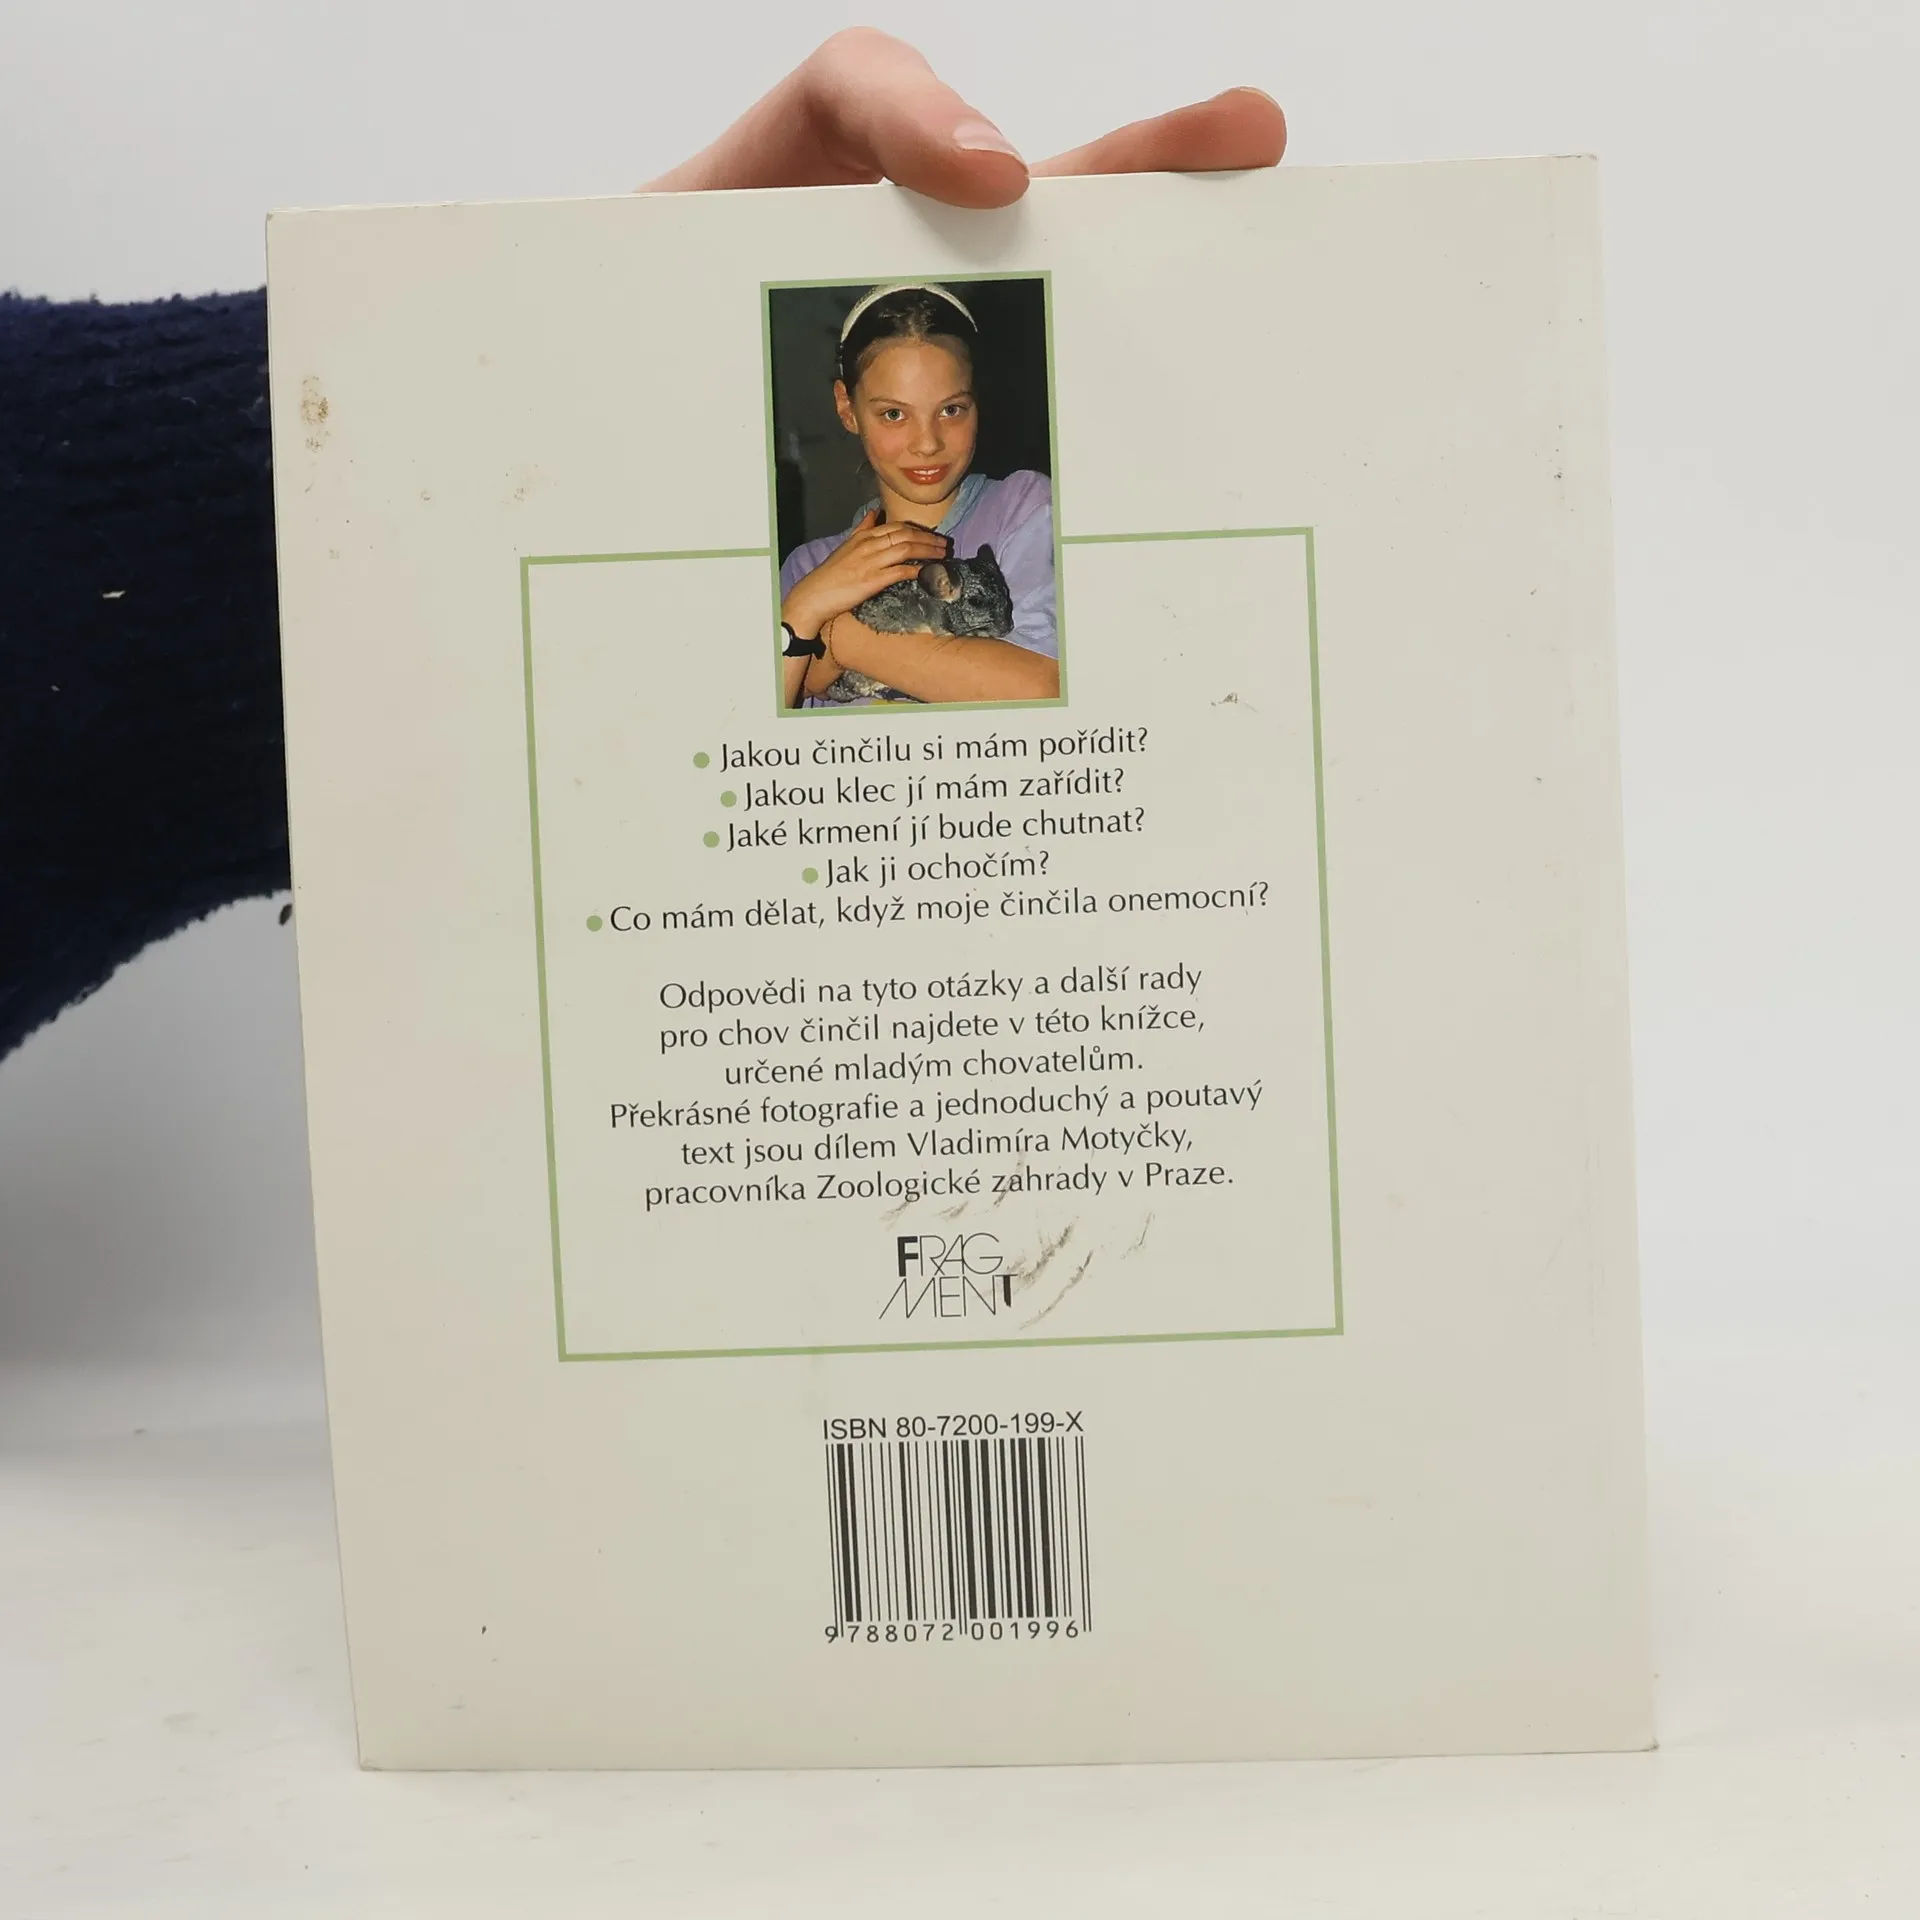 • Jakou činčilu si mám pořídit?
• Jakou klec jí mám zařídit?
• Jaké krmení jí bude chutnat?
• Jak ji ochočím?
• Co mám dělat, když moje činčila onemocní?
Odpovědi na tyto otázky a další rady
pro chov činčil najdete v této knížce,
určené mladým chovatelům.
Překrásné fotografie a jednoduchý a poutavý
text jsou dílem Vladimíra Motyčky,
pracovníka Zoologické zahrady v Praze.
FRAG
MENT
ISBN 80-7200-199-X
9 788072 001996